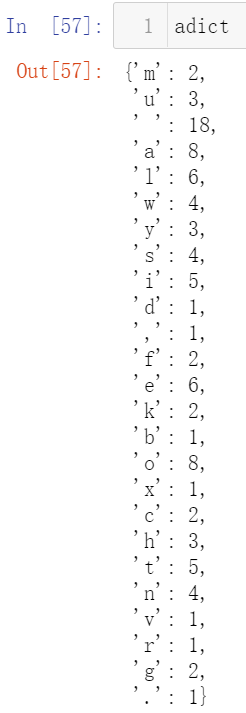 In [57]: 1 adict
Out[57]: {'m': 2,
'u': 3,
' ': 18,
'a': 8,
'l': 6,
'w': 4,
'y': 3,
's': 4,
'i': 5,
'd': 1,
',': 1,
'f': 2,
'e': 6,
'k': 2,
'b': 1,
'o': 8,
'x': 1,
'c': 2,
'h': 3,
't': 5,
'n': 4,
'v': 1,
'r': 1,
'g': 2,
'.': 1}